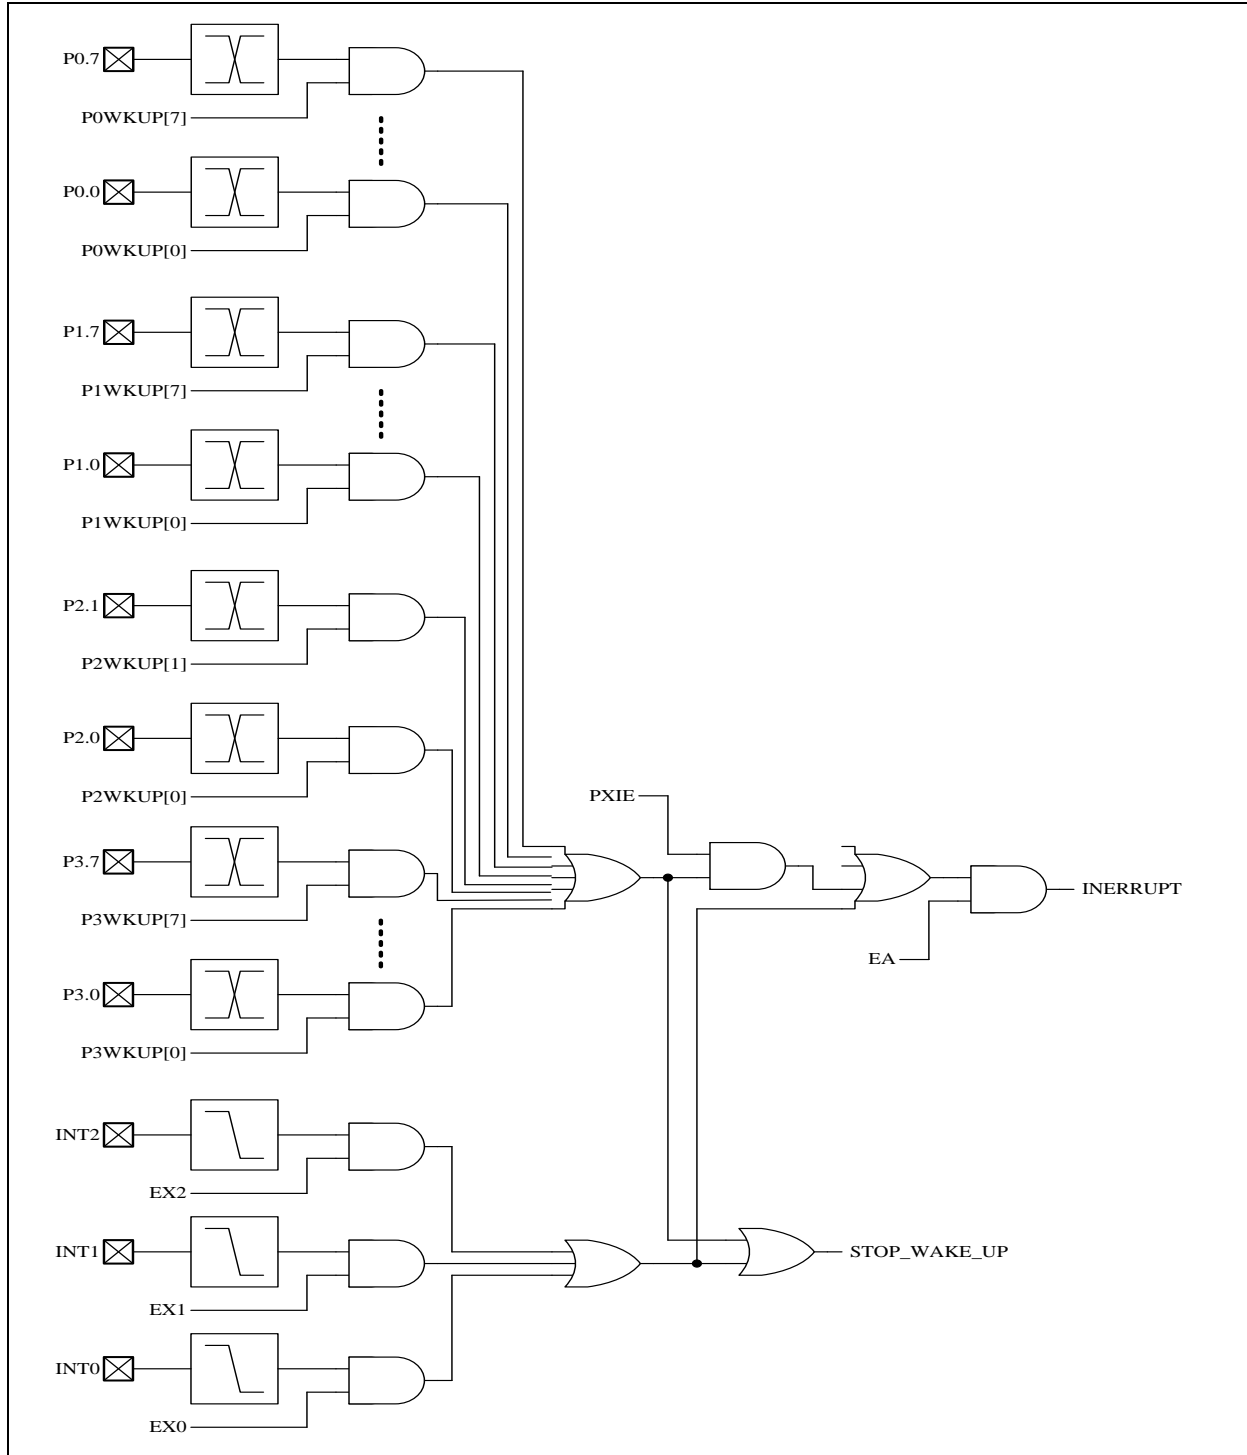 P0.7
P0WKUP[7]
P0.0
P0WKUP[0]
P1.7
P1WKUP[7]
P1.0
P1WKUP[0]
P2.1
P2WKUP[1]
P2.0
P2WKUP[0]
PXIE
P3.7
P3WKUP[7]
INERRUPT
EA
P3.0
P3WKUP[0]
INT2
EX2
INT1
STOP_WAKE_UP
EX1
INT0
EX0